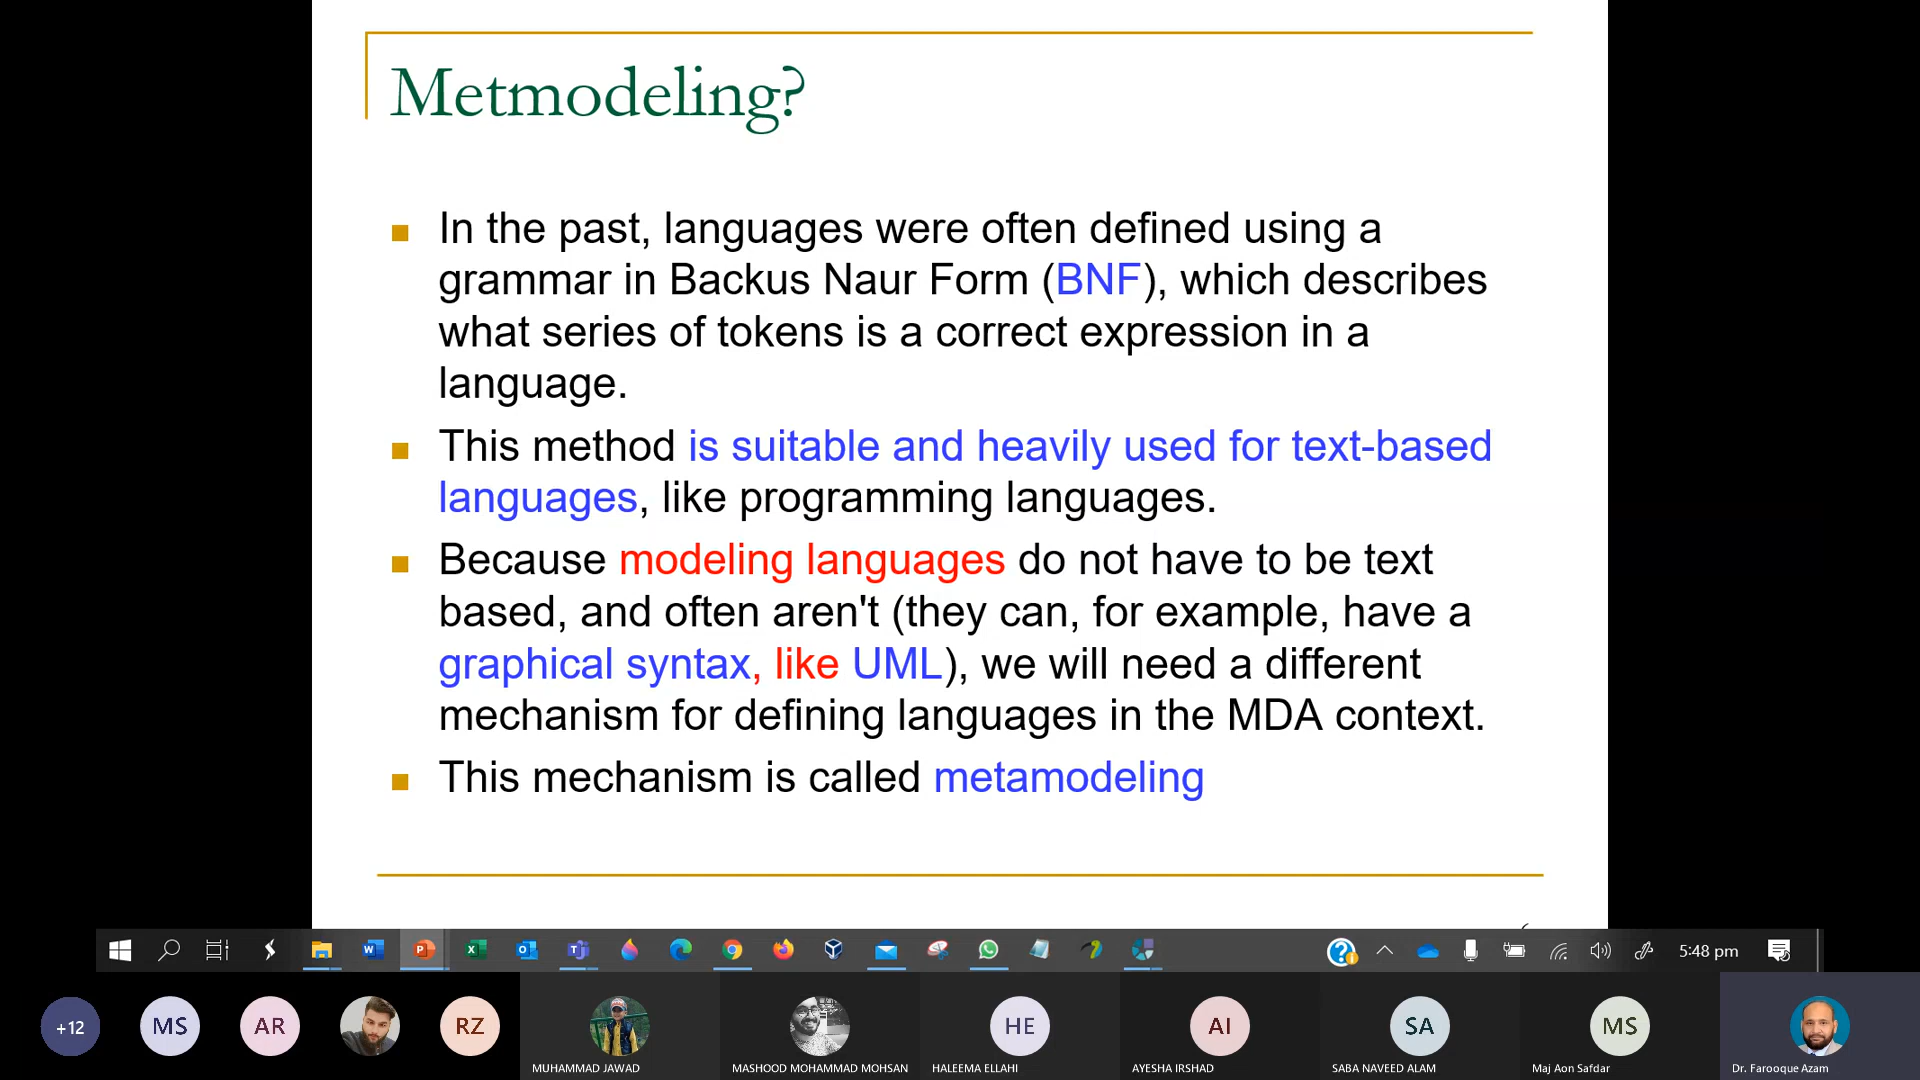 Metmodeling?
In the past, languages were often defined using a
grammar in Backus Naur Form (BNF), which describes
what series of tokens is a correct expression in a
language.
This method is suitable and heavily used for text-based
languages, like programming languages.
Because modeling languages do not have to be text
based, and often aren't (they can, for example, have a
graphical syntax, like UML), we will need a different
mechanism for defining languages in the MDA context.
This mechanism is called metamodeling
5:48 pm
+12
MS
AR
RZ
HE
AI
SA
MS
MUHAMMAD JAWAD
MASHOOD MOHAMMAD MOHSAN
HALEEMA ELLAHI
AYESHA IRSHAD
SABA NAVEED ALAM
Maj Aon Safdar
Dr. Farooque Azam